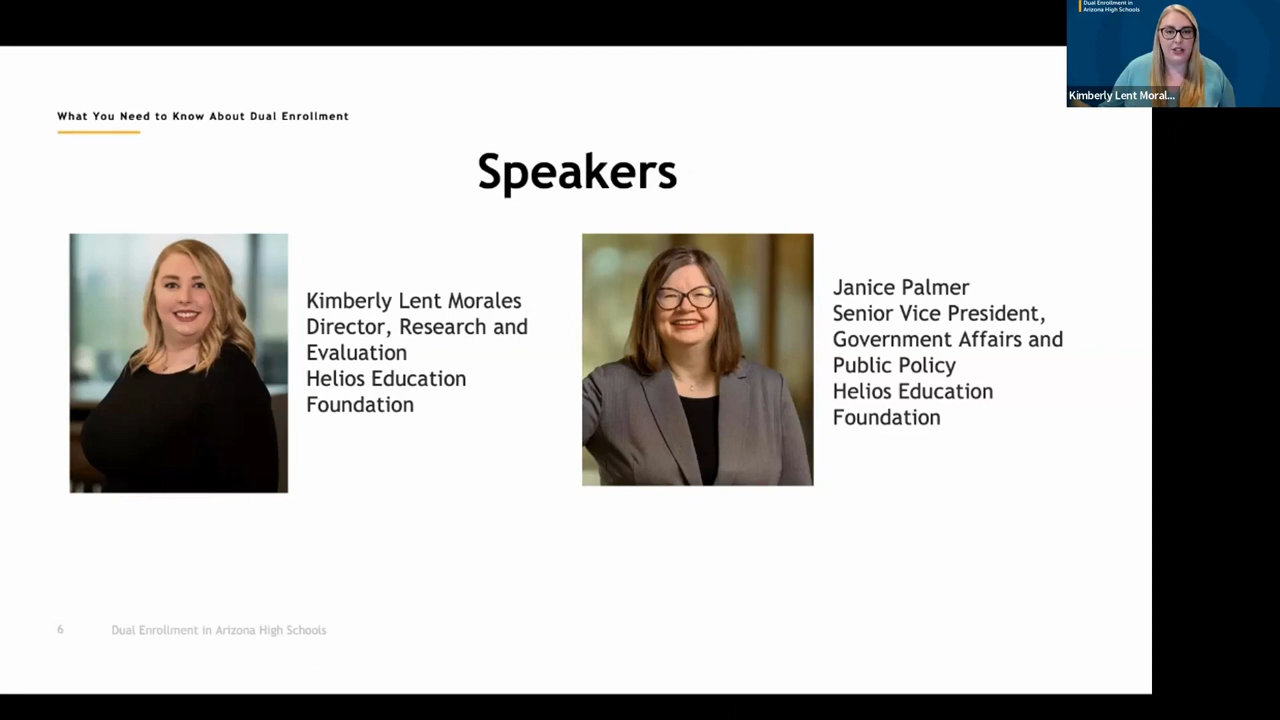 Dual Enrollment in
Arizona High Schools
Kimberly Lent Moral...
What You Need to Know About Dual Enrollment
Speakers
Kimberly Lent Morales
Director, Research and
Evaluation
Helios Education
Foundation
Janice Palmer
Senior Vice President,
Government Affairs and
Public Policy
Helios Education
Foundation
6
Dual Enrollment in Arizona High Schools